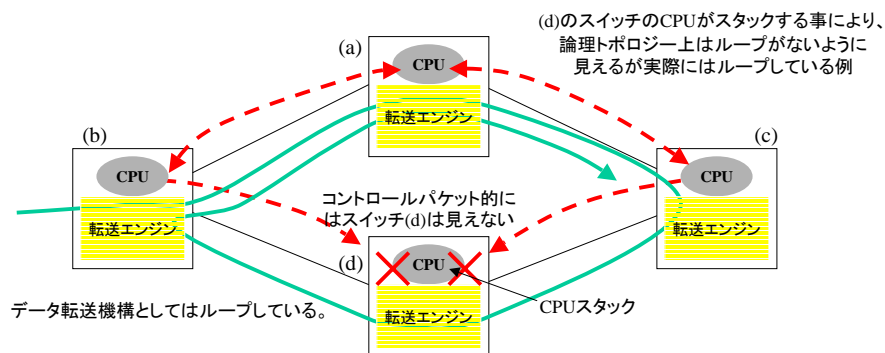 (d)のスイッチのCPUがスタックする事により、
論理トポロジー上はループがないように
見えるが実際にはループしている例
(a)
CPU
転送エンジン
(b)
CPU
転送エンジン
(c)
CPU
転送エンジン
コントロールパケット的に
はスイッチ(d)は見えない
(d)
CPU
転送エンジン
CPUスタック
データ転送機構としてはループしている。